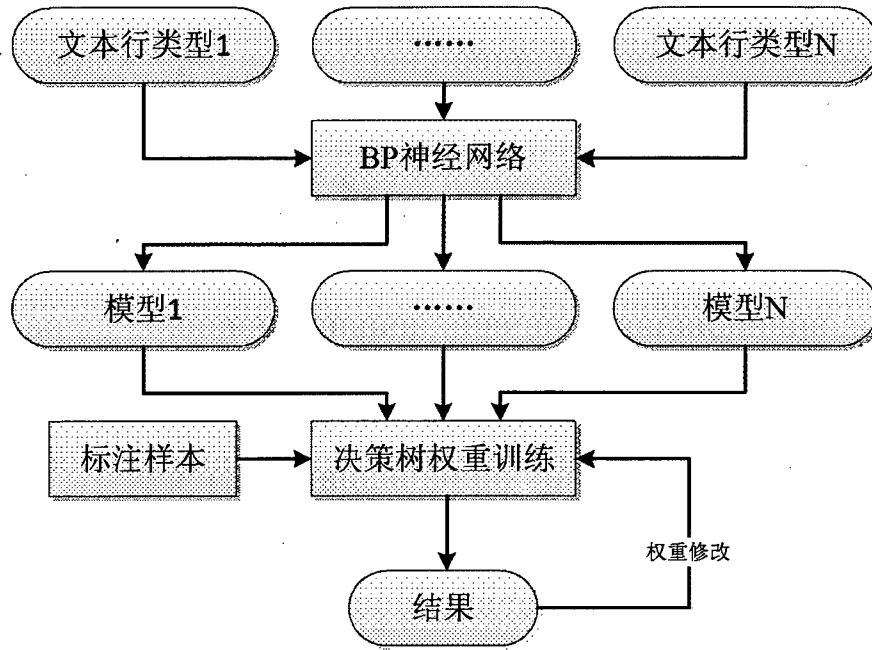 文本行类型1
……
文本行类型N
BP神经网络
模型1
……
模型N
标注样本
决策树权重训练
权重修改
结果